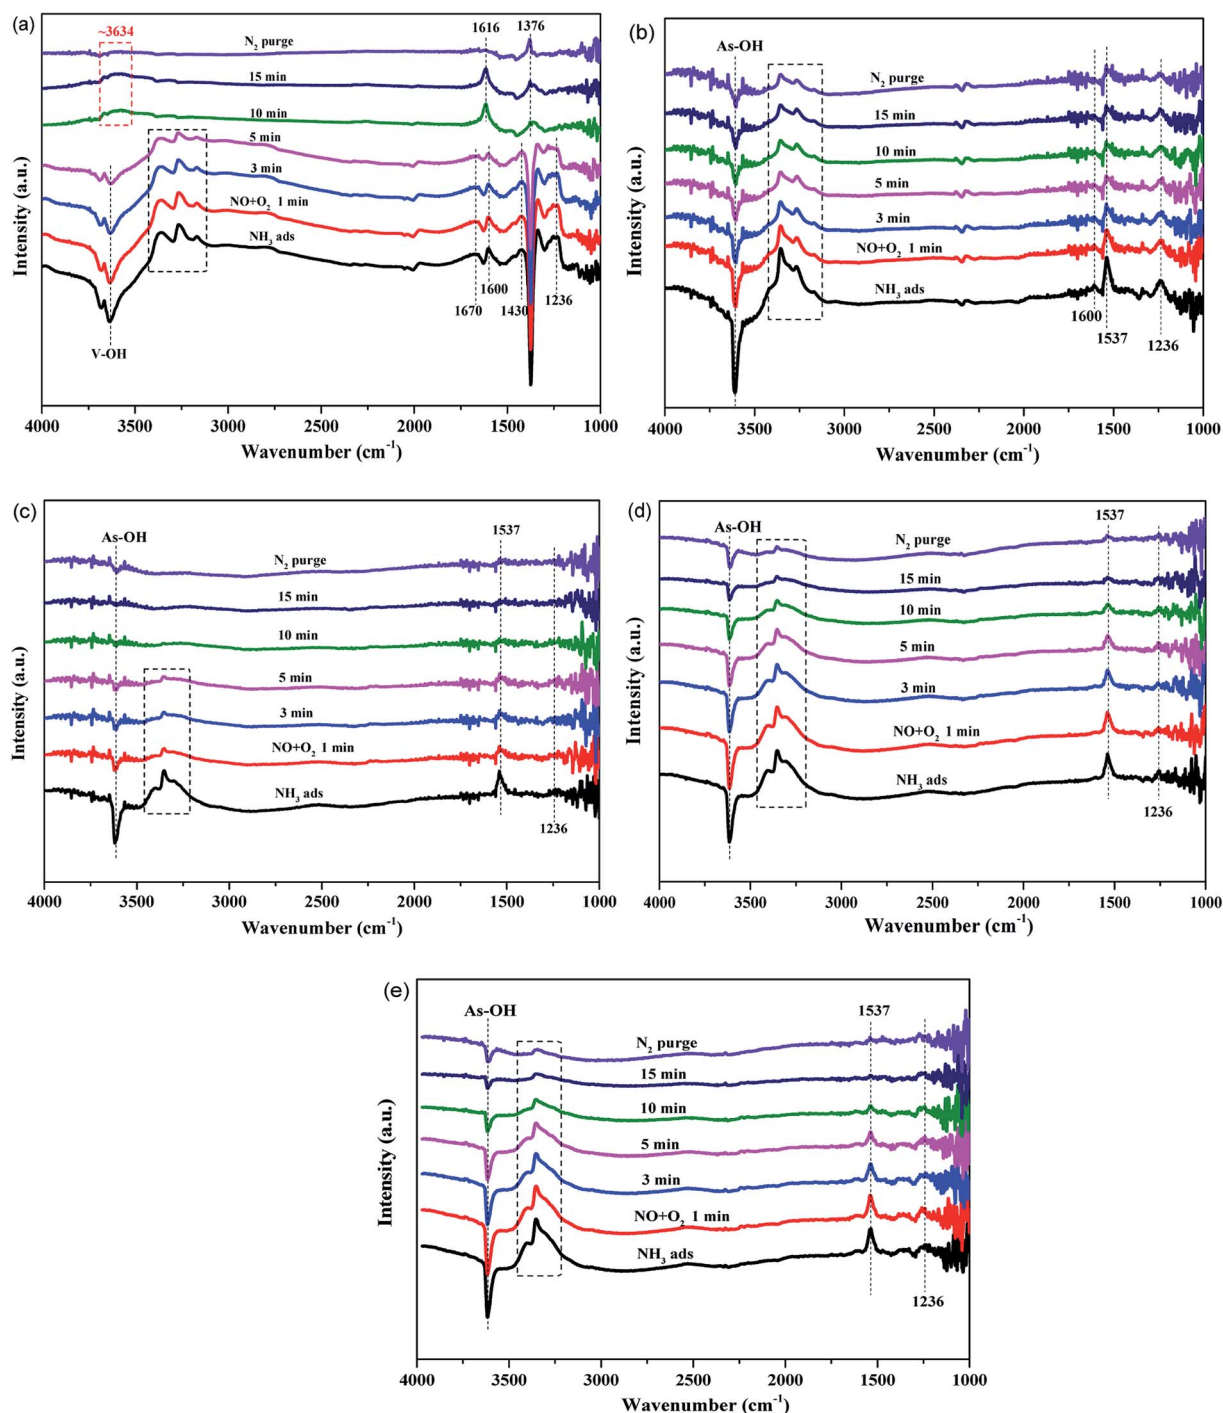 (a)
~3634
1616
1376
N2 purge
15 min
10 min
5 min
3 min
NO+O2 1 min
NH3 ads
V-OH
1670
1600
1430
1236
Intensity (a.u.)
4000 3500 3000 2500 2000 1500 1000
Wavenumber (cm-1)
(b)
As-OH
N2 purge
15 min
10 min
5 min
3 min
NO+O2 1 min
NH3 ads
1600
1537
1236
Intensity (a.u.)
4000 3500 3000 2500 2000 1500 1000
Wavenumber (cm-1)
(c)
As-OH
1537
N2 purge
15 min
10 min
5 min
3 min
NO+O2 1 min
NH3 ads
1236
Intensity (a.u.)
4000 3500 3000 2500 2000 1500 1000
Wavenumber (cm-1)
(d)
As-OH
1537
N2 purge
15 min
10 min
5 min
3 min
NO+O2 1 min
NH3 ads
1236
Intensity (a.u.)
4000 3500 3000 2500 2000 1500 1000
Wavenumber (cm-1)
(e)
As-OH
1537
N2 purge
15 min
10 min
5 min
3 min
NO+O2 1 min
NH3 ads
1236
Intensity (a.u.)
4000 3500 3000 2500 2000 1500 1000
Wavenumber (cm-1)